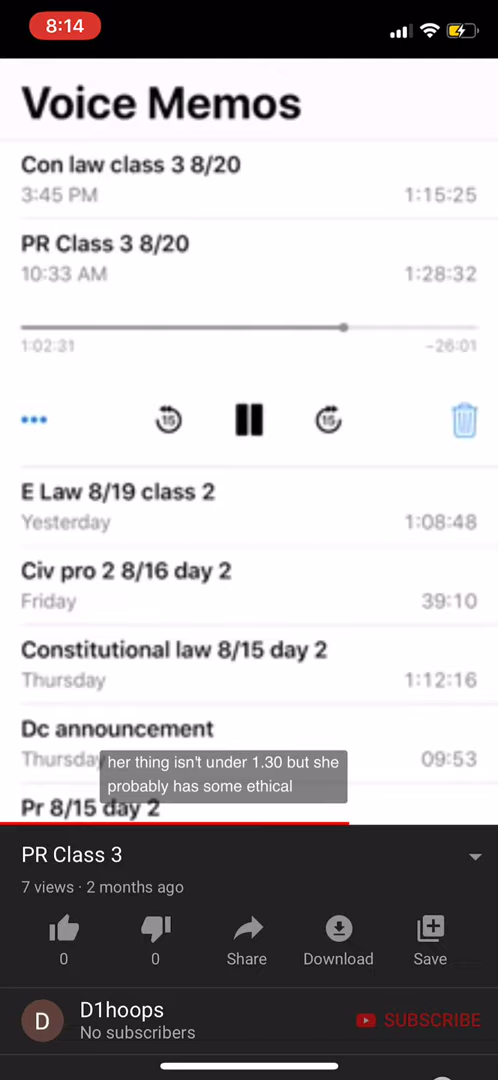 8:14
Voice Memos
Con law class 3 8/20
3:45 PM 1:15:25
PR Class 3 8/20
10:33 AM 1:28:32
1:02:31 -26:01
15 15
E Law 8/19 class 2
Yesterday 1:08:48
Civ pro 2 8/16 day 2
Friday 39:10
Constitutional law 8/15 day 2
Thursday 1:12:16
Dc announcement
Thursday 09:53
her thing isn't under 1.30 but she
probably has some ethical
Pr 8/15 day 2
PR Class 3
7 views · 2 months ago
0 0 Share Download Save
D D1hoops
No subscribers
SUBSCRIBE